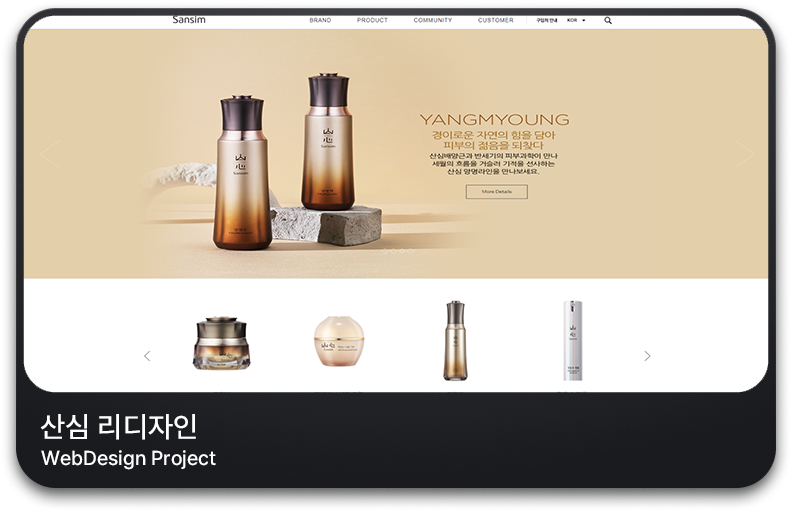 Sansim
BRAND PRODUCT COMMUNITY CUSTOMER 구입처 안내 KOR
YANGMYOUNG
경이로운 자연의 힘을 담아
피부의 젊음을 되찾다
산심배양근과 반세기의 피부과학이 만나
세월의 흐름을 거슬러 기적을 선사하는
산심 양명라인을 만나보세요.
More Details
Sansim
Sansim
Sansim
산심 리디자인
WebDesign Project